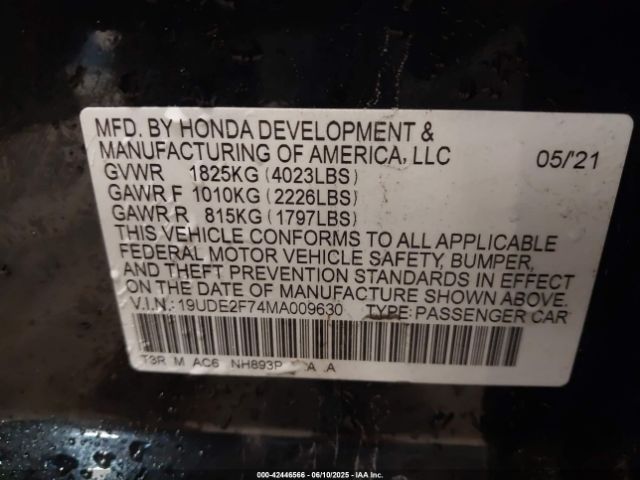 MFD. BY HONDA DEVELOPMENT &
MANUFACTURING OF AMERICA, LLC 05/'21
GVWR 1825KG (4023LBS)
GAWR F 1010KG (2226LBS)
GAWR R 815KG (1797LBS)
THIS VEHICLE CONFORMS TO ALL APPLICABLE
FEDERAL MOTOR VEHICLE SAFETY, BUMPER,
AND THEFT PREVENTION STANDARDS IN EFFECT
ON THE DATE OF MANUFACTURE SHOWN ABOVE.
V.I.N.: 19UDE2F74MA009630 TYPE: PASSENGER CAR
T3R M AC6 NH893P
000-42446566 - 06/10/2025 - IAA Inc.